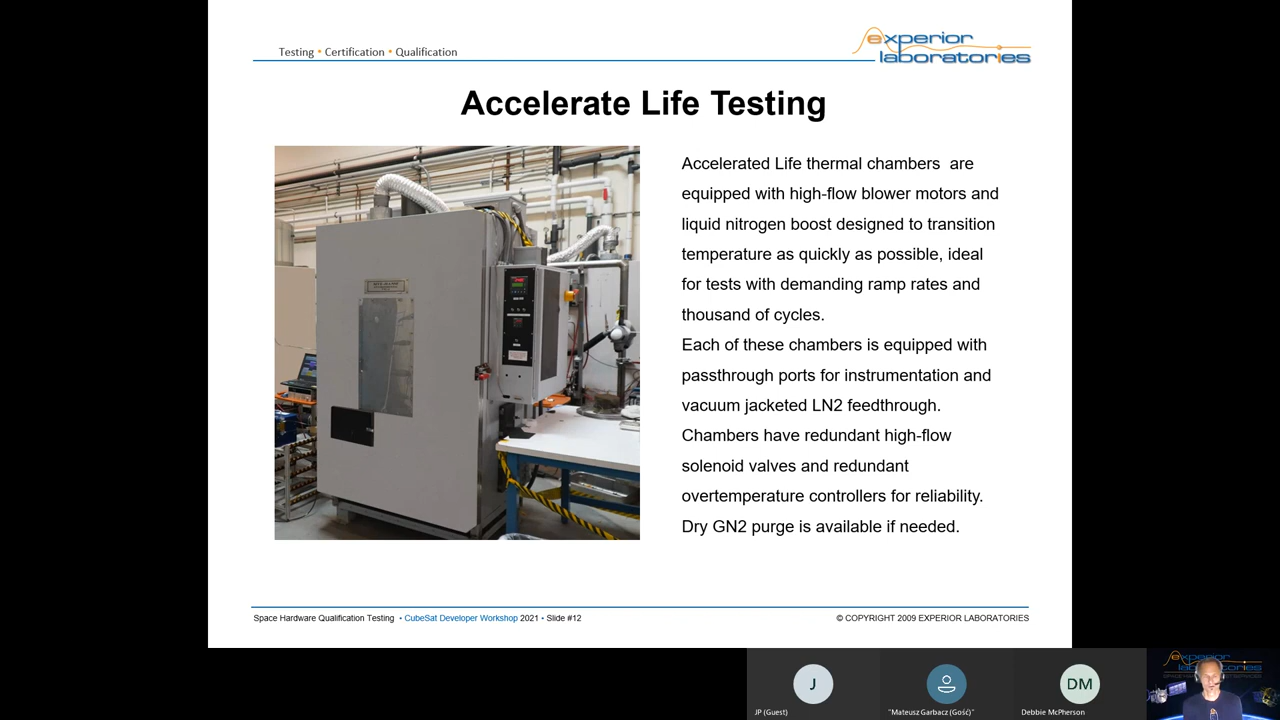 Testing • Certification • Qualification
experior
laboratories
Accelerate Life Testing
Accelerated Life thermal chambers  are
equipped with high-flow blower motors and
liquid nitrogen boost designed to transition
temperature as quickly as possible, ideal
for tests with demanding ramp rates and
thousand of cycles.
Each of these chambers is equipped with
passthrough ports for instrumentation and
vacuum jacketed LN2 feedthrough.
Chambers have redundant high-flow
solenoid valves and redundant
overtemperature controllers for reliability.
Dry GN2 purge is available if needed.
Space Hardware Qualification Testing • CubeSat Developer Workshop 2021 • Slide #12
© COPYRIGHT 2009 EXPERIOR LABORATORIES
J
DM
JP (Guest)
"Mateusz Garbacz (Gość)"
Debbie McPherson
experior
laboratories